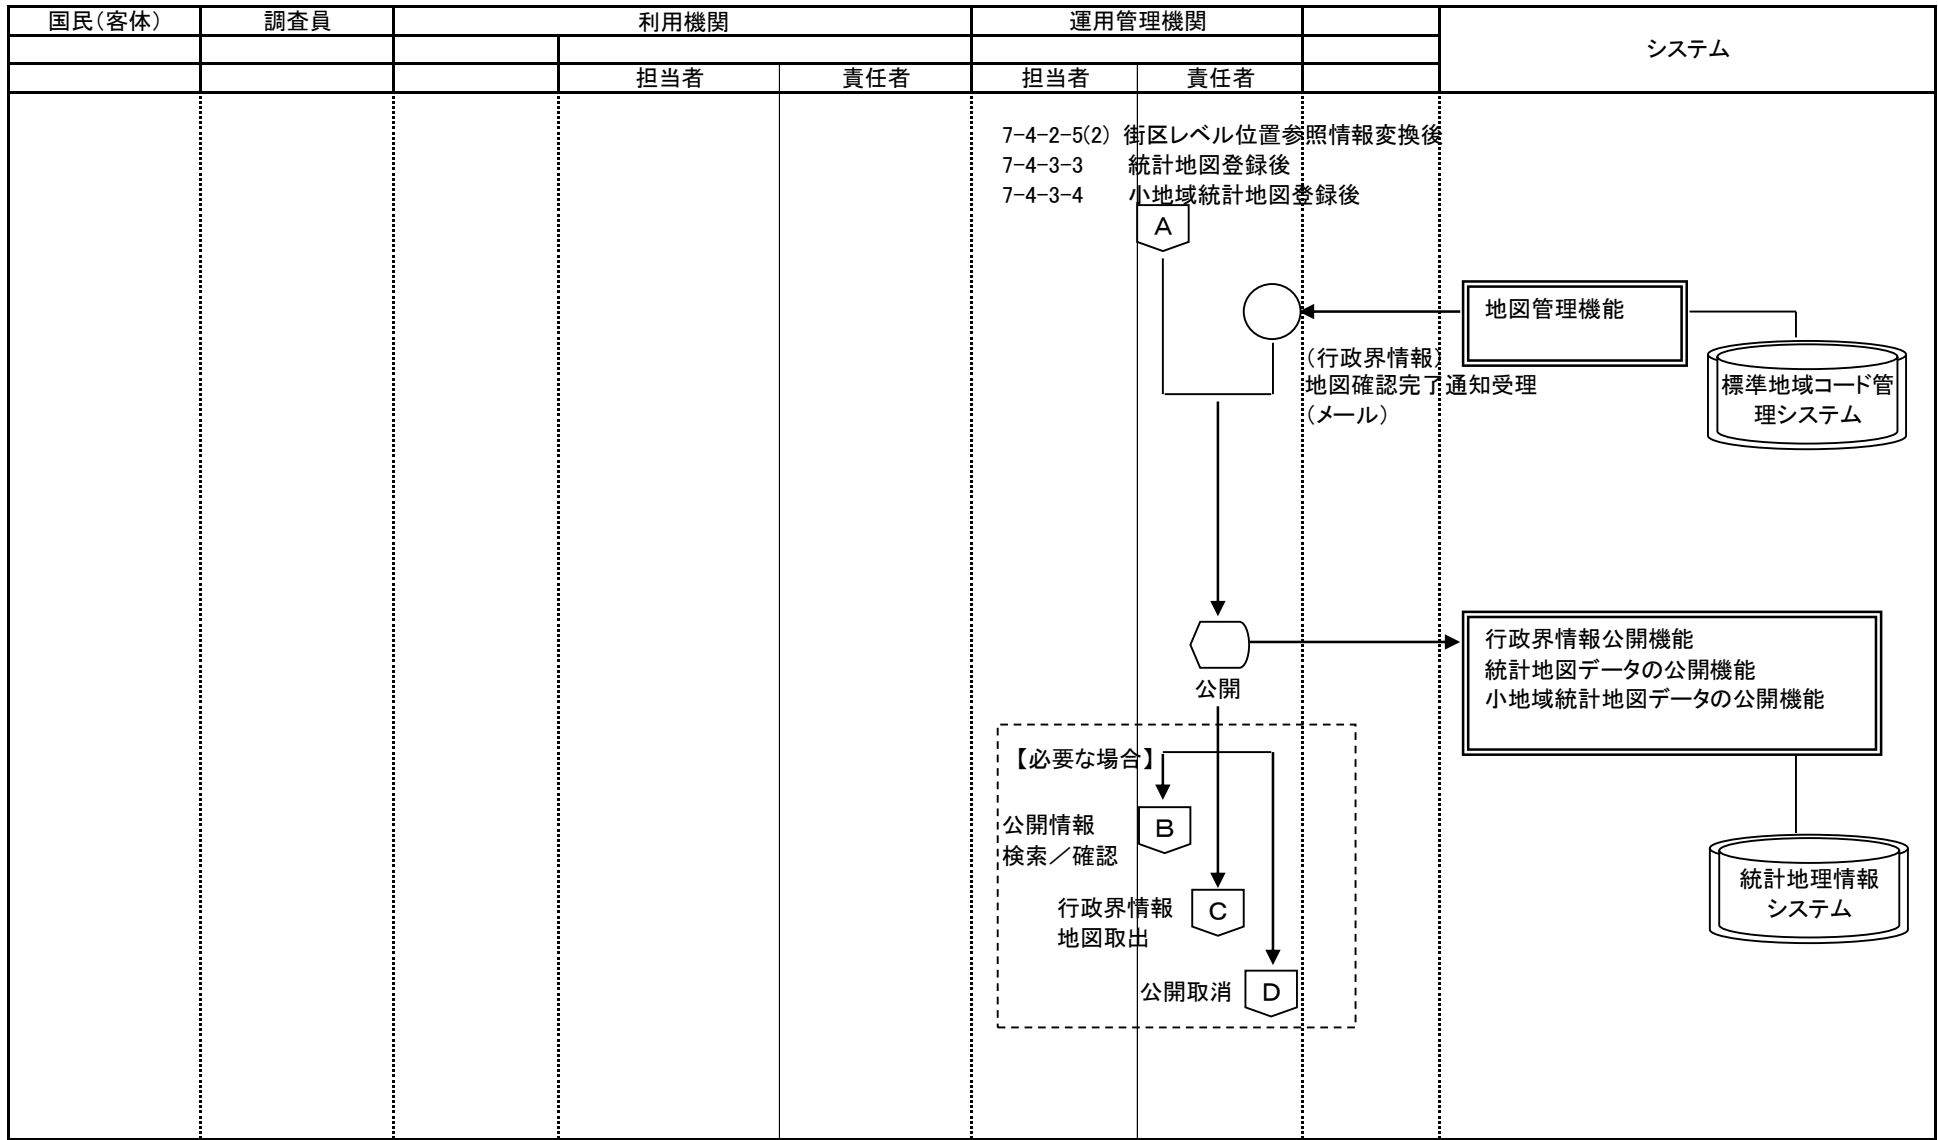 国民（客体）
調査員
利用機関
運用管理機関
システム
担当者
責任者
担当者
責任者
7-4-2-5(2) 街区レベル位置参照情報変換後
7-4-3-3 統計地図登録後
7-4-3-4 小地域統計地図登録後
A
地図管理機能
（行政界情報）
地図確認完了通知受理
（メール）
標準地域コード管
理システム
行政界情報公開機能
統計地図データの公開機能
小地域統計地図データの公開機能
公開
【必要な場合】
公開情報
検索／確認
B
行政界情報
地図取出
C
公開取消
D
統計地理情報
システム